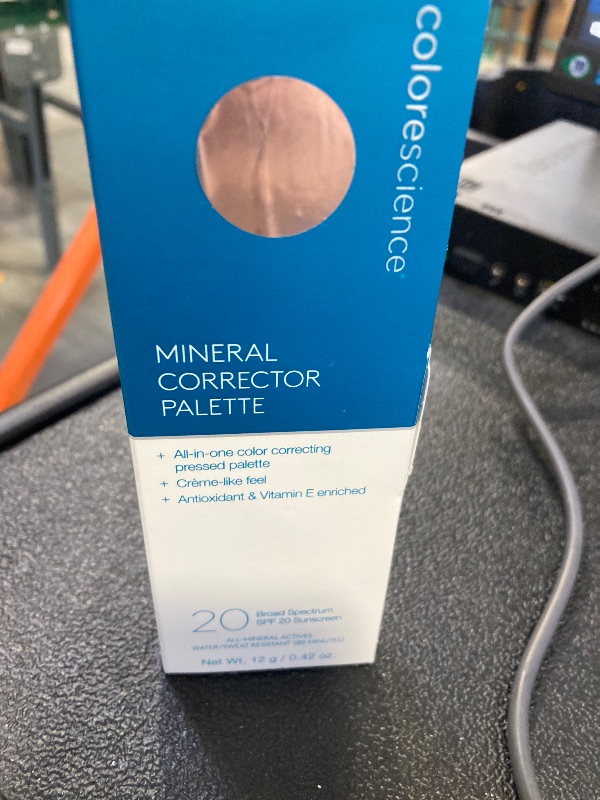 colorescience
MINERAL
CORRECTOR
PALETTE
+ All-in-one color correcting
pressed palette
+ Crème-like feel
+ Antioxidant & Vitamin E enriched
20 Broad Spectrum
SPF 20 Sunscreen
ALL-MINERAL ACTIVES
WATER/SWEAT RESISTANT (80 MINUTES)
Net Wt. 12 g / 0.42 oz.